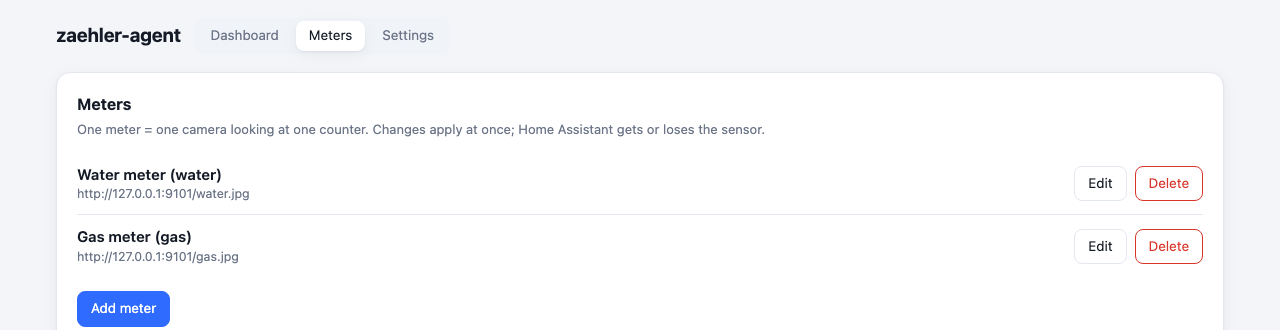 zaehler-agent Dashboard Meters Settings
Meters
One meter = one camera looking at one counter. Changes apply at once; Home Assistant gets or loses the sensor.
Water meter (water)
http://127.0.0.1:9101/water.jpg
Edit Delete
Gas meter (gas)
http://127.0.0.1:9101/gas.jpg
Edit Delete
Add meter